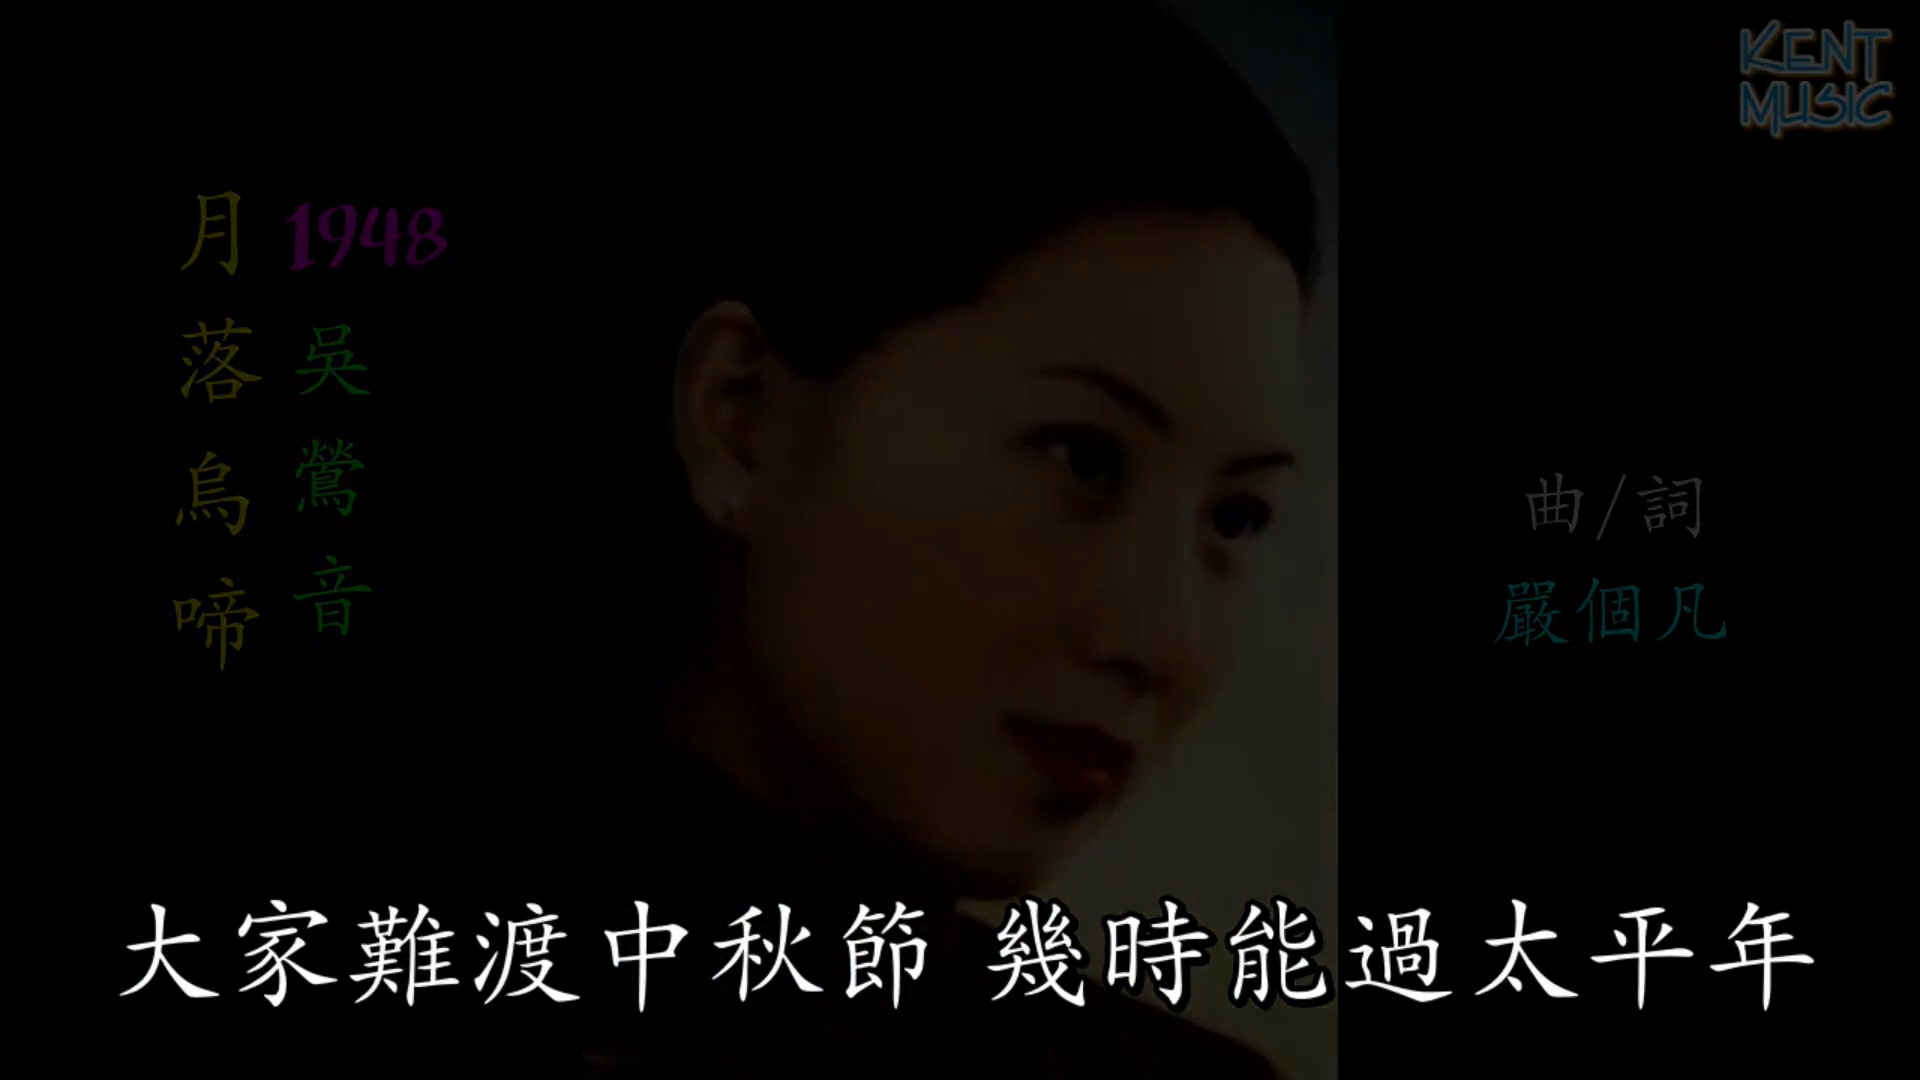 KENT
MUSIC
月落烏啼
1948
吳鶯音
曲/詞
嚴個凡
大家難渡中秋節 幾時能過太平年